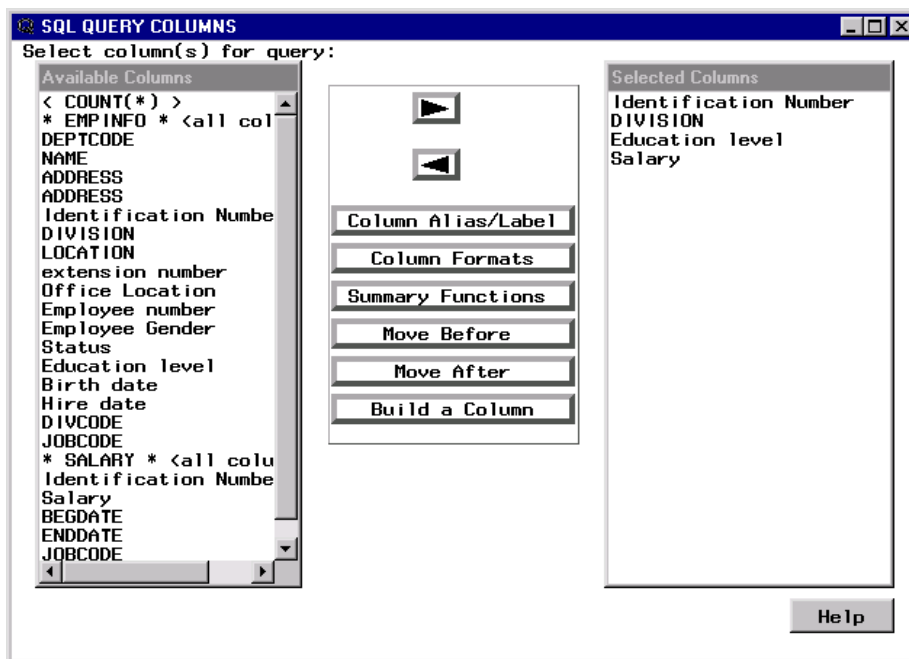 SQL QUERY COLUMNS
Select column(s) for query:
Available Columns
< COUNT(*) >
* EMPINFO * <all col
DEPTCODE
NAME
ADDRESS
ADDRESS
Identification Numbe
DIVISION
LOCATION
extension number
Office Location
Employee number
Employee Gender
Status
Education level
Birth date
Hire date
DIVCODE
JOBCODE
* SALARY * <all colu
Identification Numbe
Salary
BEGDATE
ENDDATE
JOBCODE
Column Alias/Label
Column Formats
Summary Functions
Move Before
Move After
Build a Column
Selected Columns
Identification Number
DIVISION
Education level
Salary
Help